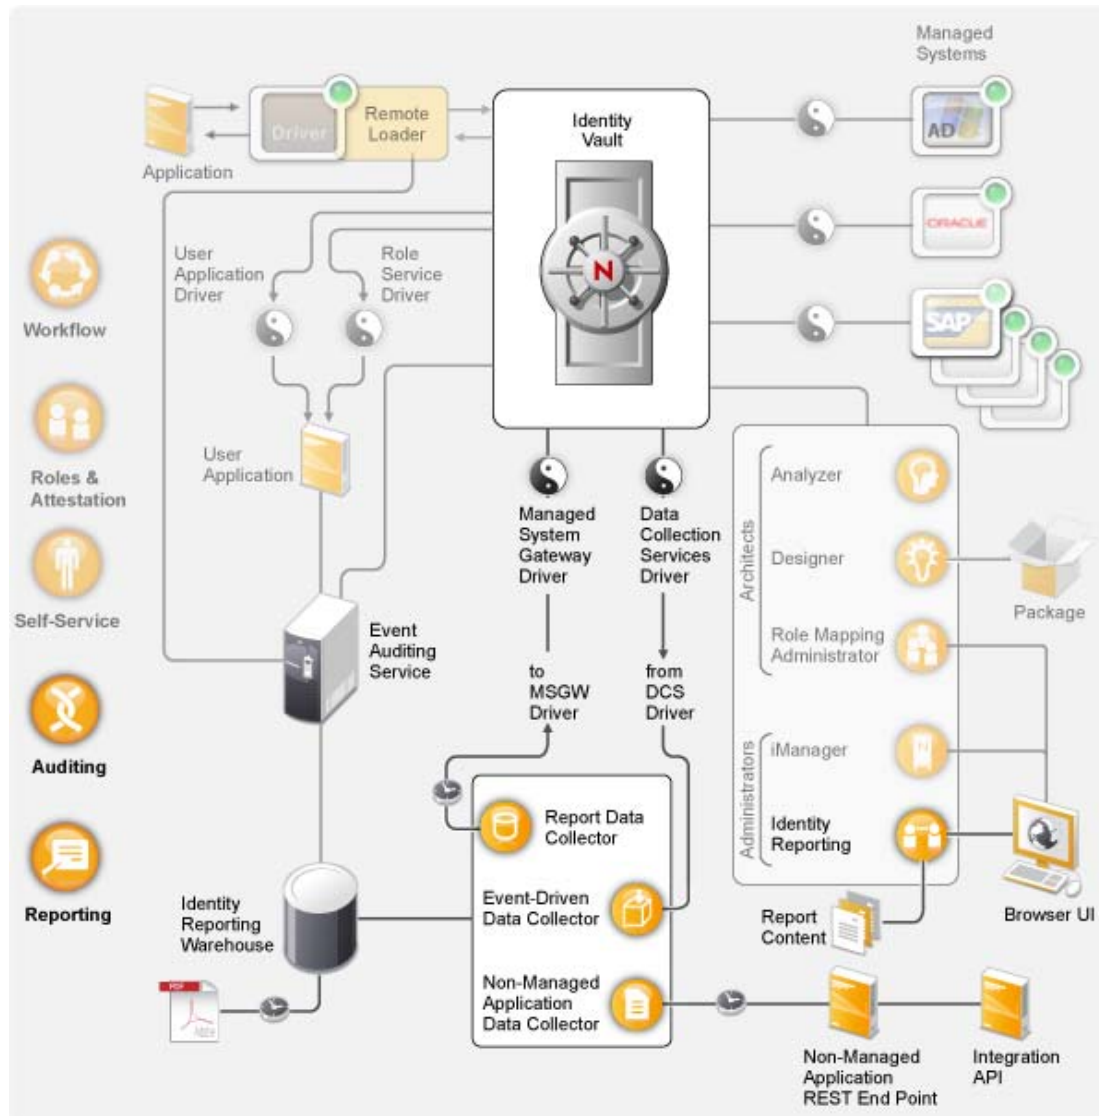 Managed
Systems
Identity
Vault
Driver
Remote
Loader
AD
Application
ORACLE
User
Application
Driver
Role
Service
Driver
Workflow
SAP
Roles &
Attestation
User
Application
Analyzer
Managed
System
Gateway
Driver
Data
Collection
Services
Driver
Architects
Designer
Package
Self-Service
Event
Auditing
Service
Role Mapping
Administrator
to
MSGW
Driver
from
DCS
Driver
Auditing
Administrators
iManager
Report Data
Collector
Identity
Reporting
Reporting
Identity
Reporting
Warehouse
Event-Driven
Data Collector
Report
Content
Browser UI
PDF
Non-Managed
Application
Data Collector
Non-Managed
Application
REST End Point
Integration
API